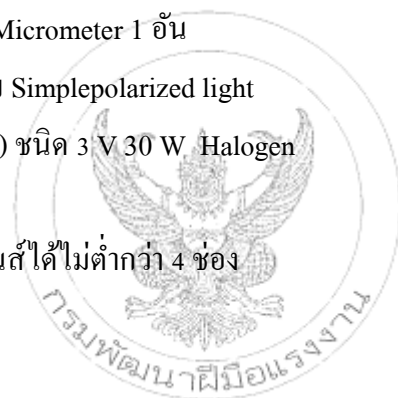 Micrometer 1 อัน
Simplepolarized light
) ชนิด 3 V 30 W Halogen
นส์ได้ไม่ต่ำกว่า 4 ช่อง
กรมพัฒนาฝีมือแรงงาน